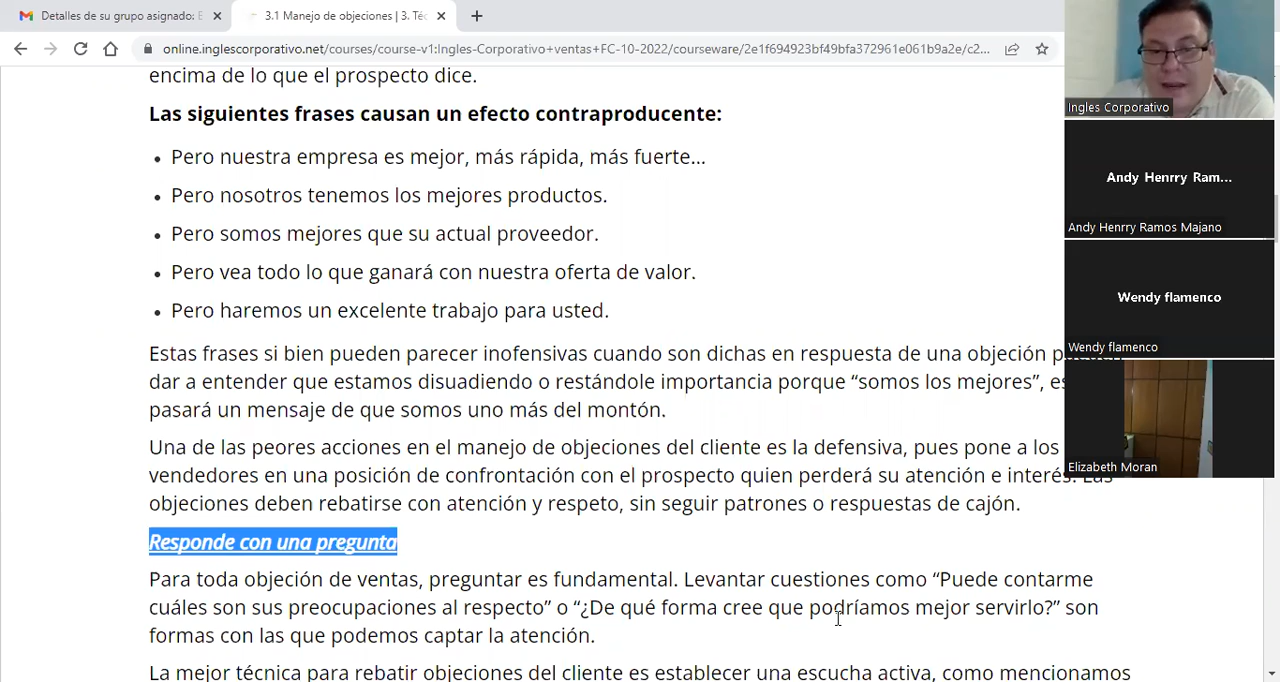 Detalles de su grupo asignado: E
3.1 Manejo de objeciones | 3. Téc
online.inglescorporativo.net/courses/course-v1:Ingles-Corporativo+ventas+FC-10-2022/courseware/2e1f694923bf49bfa372961e061b9a2e/c2...
encima de lo que el prospecto dice.
Las siguientes frases causan un efecto contraproducente:
• Pero nuestra empresa es mejor, más rápida, más fuerte...
• Pero nosotros tenemos los mejores productos.
• Pero somos mejores que su actual proveedor.
• Pero vea todo lo que ganará con nuestra oferta de valor.
• Pero haremos un excelente trabajo para usted.
Estas frases si bien pueden parecer inofensivas cuando son dichas en respuesta de una objeción pueden
dar a entender que estamos disuadiendo o restándole importancia porque “somos los mejores”, es
pasará un mensaje de que somos uno más del montón.
Una de las peores acciones en el manejo de objeciones del cliente es la defensiva, pues pone a los
vendedores en una posición de confrontación con el prospecto quien perderá su atención e interés. Las
objeciones deben rebatirse con atención y respeto, sin seguir patrones o respuestas de cajón.
Responde con una pregunta
Para toda objeción de ventas, preguntar es fundamental. Levantar cuestiones como “Puede contarme
cuáles son sus preocupaciones al respecto” o “¿De qué forma cree que podríamos mejor servirlo?” son
formas con las que podemos captar la atención.
La mejor técnica para rebatir objeciones del cliente es establecer una escucha activa, como mencionamos
Ingles Corporativo
Andy Henrry Ram...
Andy Henrry Ramos Majano
Wendy flamenco
Wendy flamenco
Elizabeth Moran